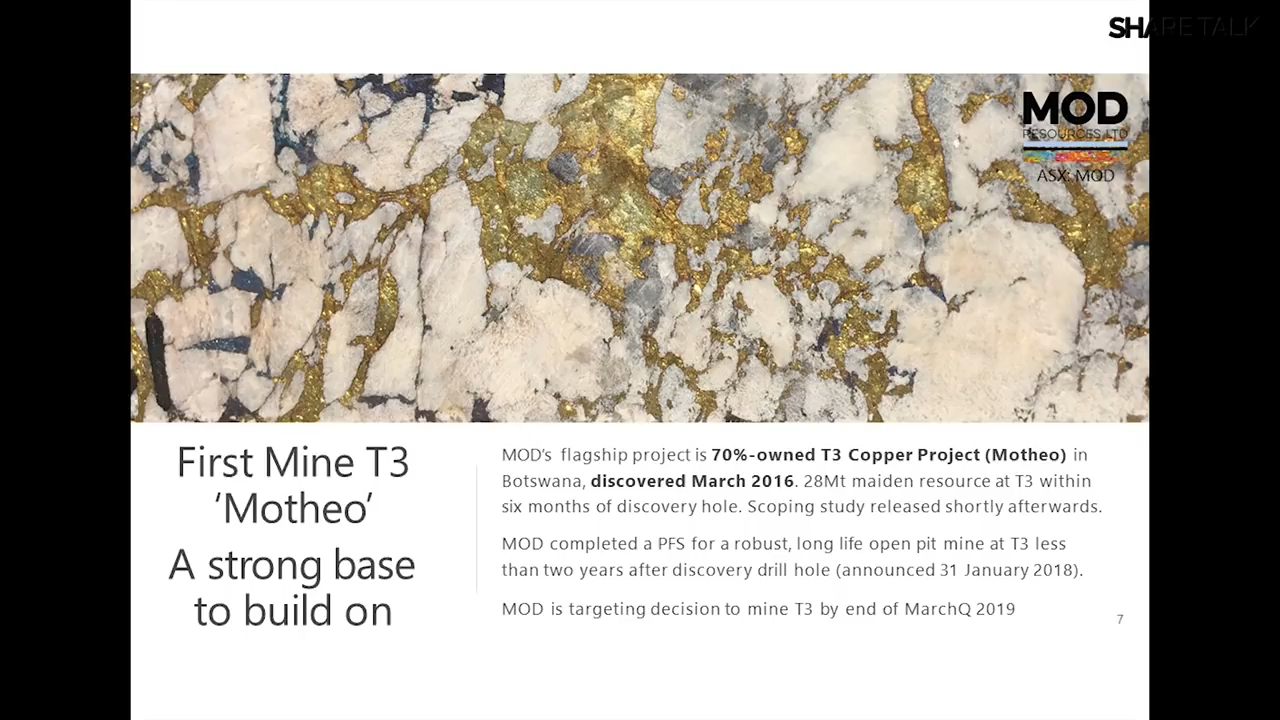 SHARETALK
MOD
RESOURCES LTD
ASX: MOD
First Mine T3
‘Motheo’
A strong base
to build on
MOD’s flagship project is 70%-owned T3 Copper Project (Motheo) in
Botswana, discovered March 2016. 28Mt maiden resource at T3 within
six months of discovery hole. Scoping study released shortly afterwards.
MOD completed a PFS for a robust, long life open pit mine at T3 less
than two years after discovery drill hole (announced 31 January 2018).
MOD is targeting decision to mine T3 by end of MarchQ 2019
7